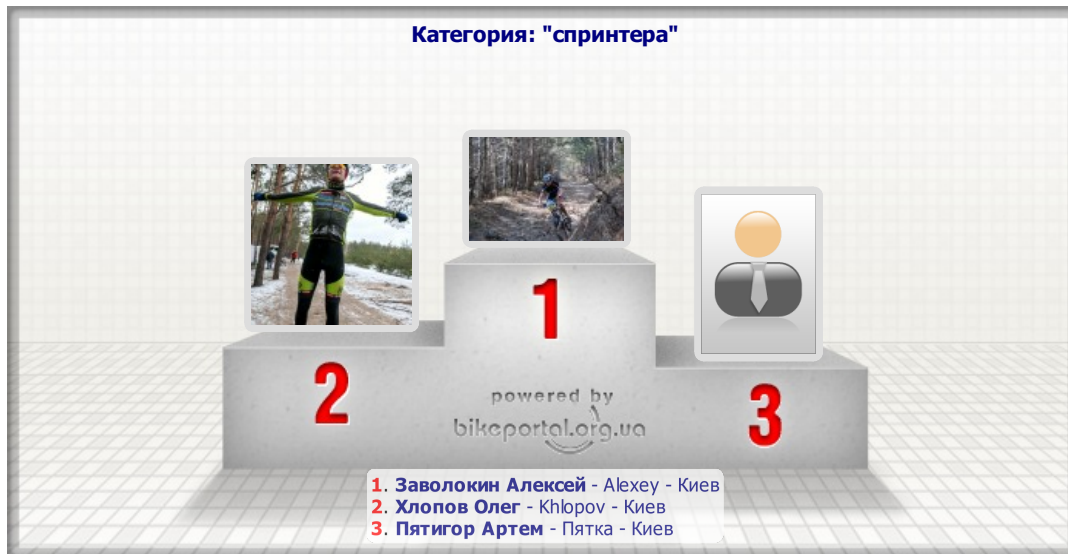 Категория: "спринтера"
1
2
3
powered by
bikeportal.org.ua
1. Заволокин Алексей - Alexey - Киев
2. Хлопов Олег - Khlopov - Киев
3. Пятигор Артем - Пятка - Киев